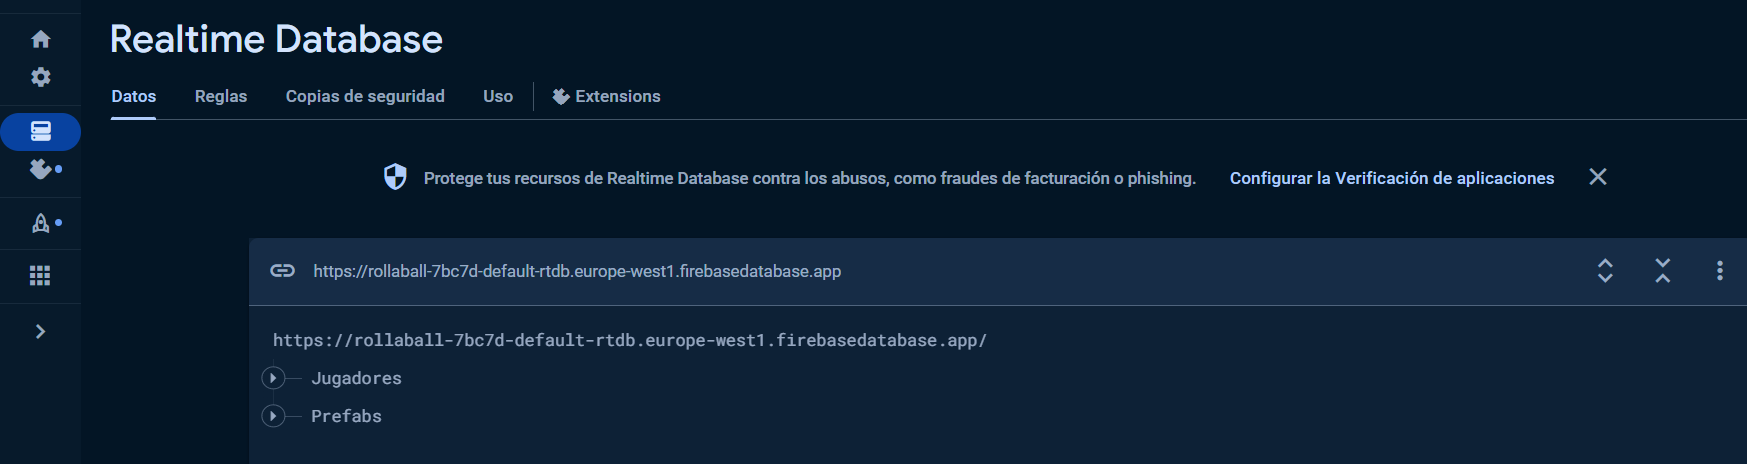 Realtime Database
Datos Reglas Copias de seguridad Uso Extensions
Protege tus recursos de Realtime Database contra los abusos, como fraudes de facturación o phishing. Configurar la Verificación de aplicaciones
https://rollaball-7bc7d-default-rtdb.europe-west1.firebasedatabase.app
https://rollaball-7bc7d-default-rtdb.europe-west1.firebasedatabase.app/
Jugadores
Prefabs